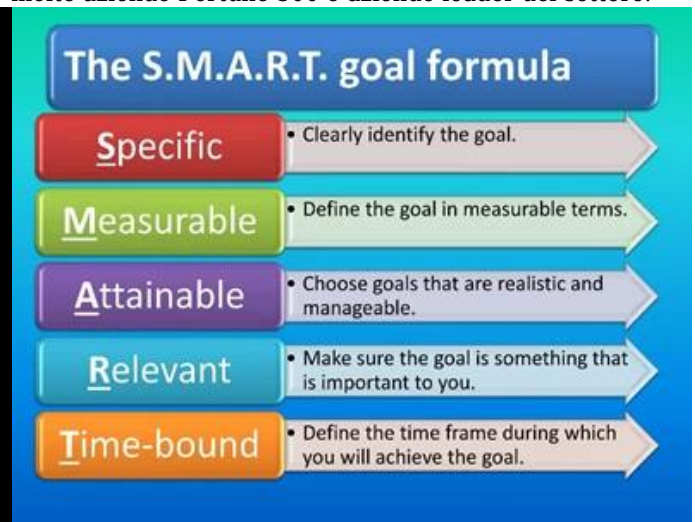 The S.M.A.R.T. goal formula
Specific
• Clearly identify the goal.
Measurable
• Define the goal in measurable terms.
Attainable
• Choose goals that are realistic and
manageable.
Relevant
• Make sure the goal is something that
is important to you.
Time-bound
• Define the time frame during which
you will achieve the goal.